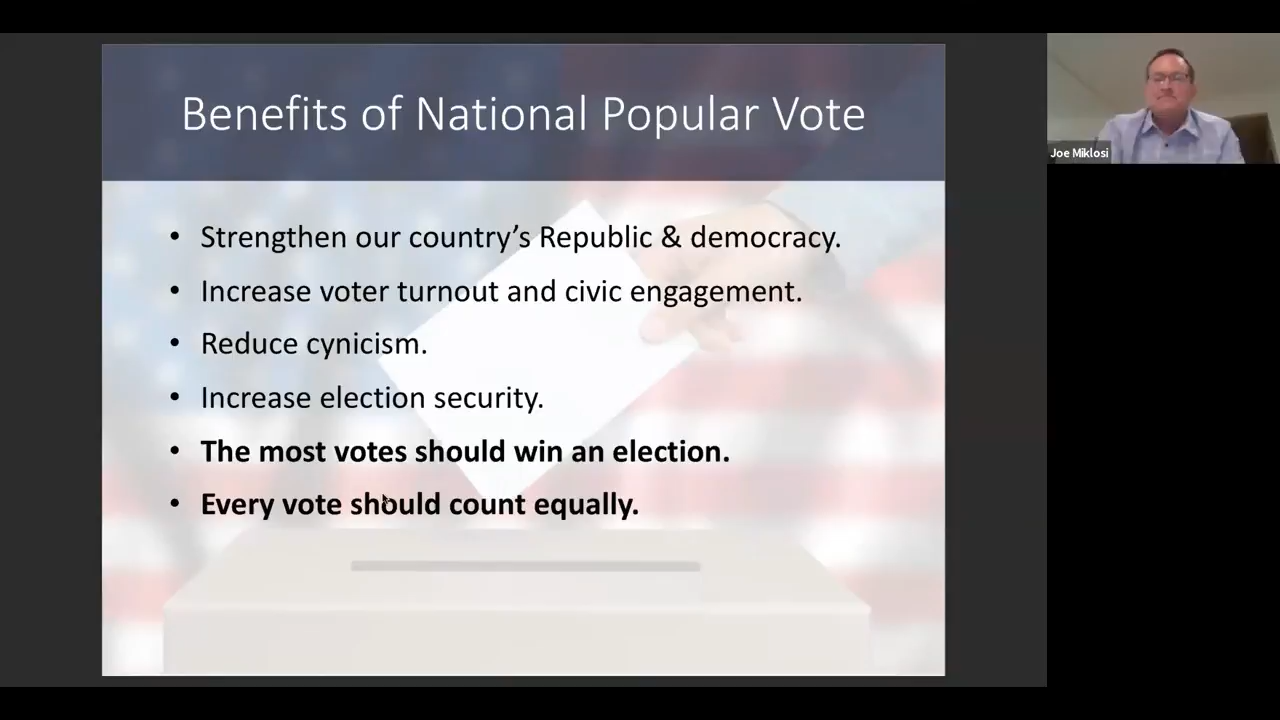 Benefits of National Popular Vote
• Strengthen our country’s Republic & democracy.
• Increase voter turnout and civic engagement.
• Reduce cynicism.
• Increase election security.
• The most votes should win an election.
• Every vote should count equally.
Joe Miklosi